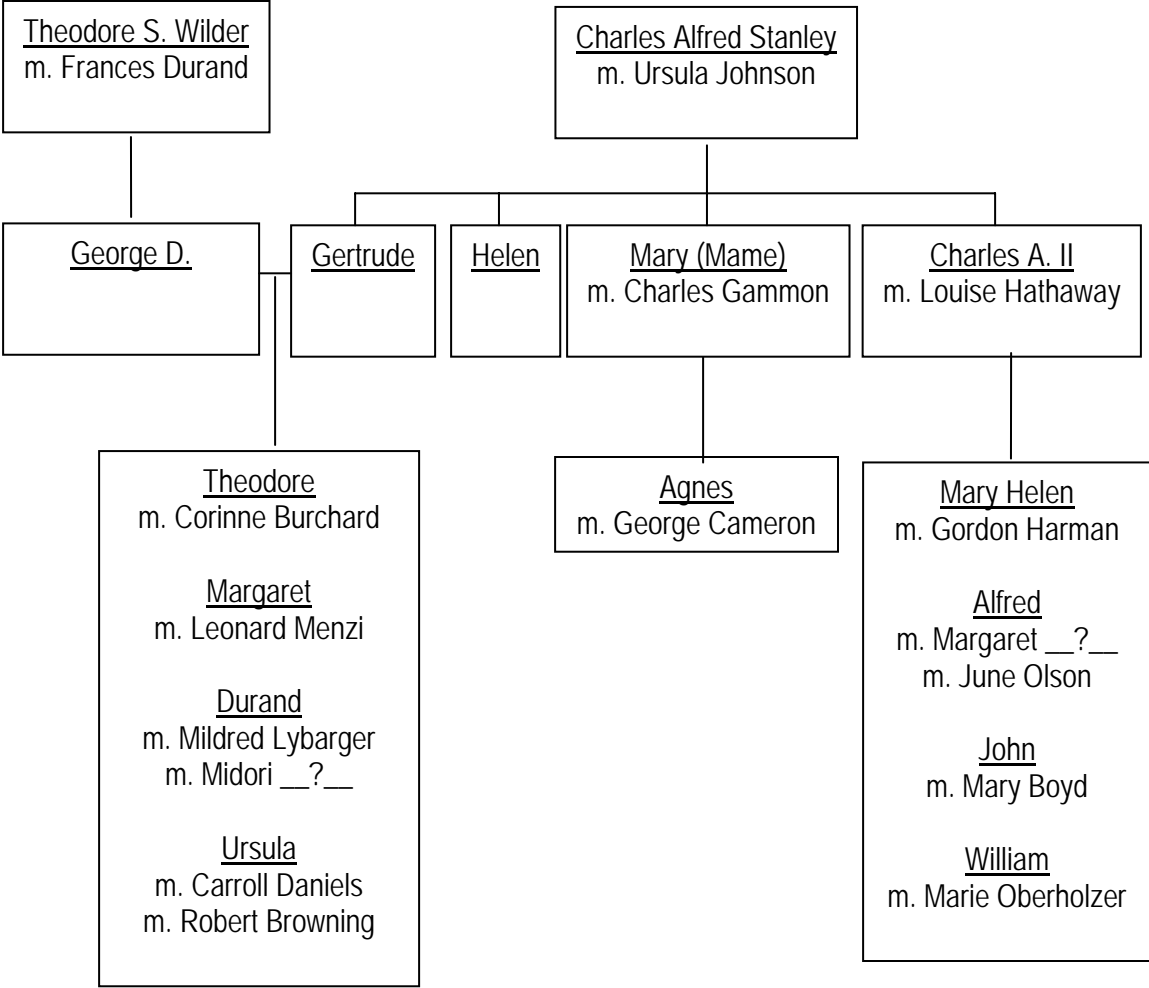 Theodore S. Wilder
m. Frances Durand
Charles Alfred Stanley
m. Ursula Johnson
George D.
Gertrude
Helen
Mary (Mame)
m. Charles Gammon
Charles A. II
m. Louise Hathaway
Theodore
m. Corinne Burchard
Margaret
m. Leonard Menzi
Durand
m. Mildred Lybarger
m. Midori __?__
Ursula
m. Carroll Daniels
m. Robert Browning
Agnes
m. George Cameron
Mary Helen
m. Gordon Harman
Alfred
m. Margaret __?__
m. June Olson
John
m. Mary Boyd
William
m. Marie Oberholzer